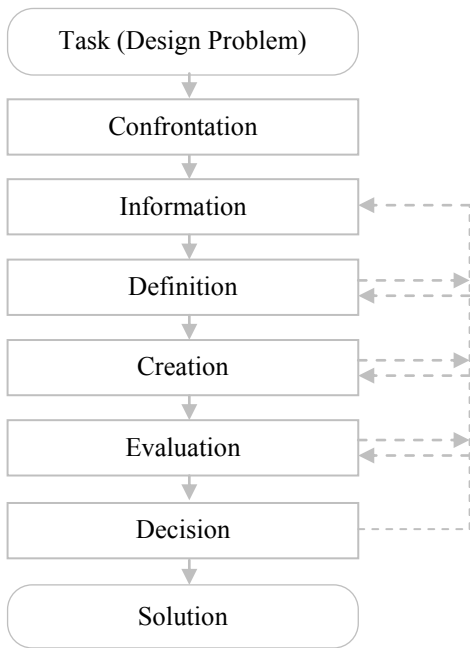 Task (Design Problem)
Confrontation
Information
Definition
Creation
Evaluation
Decision
Solution